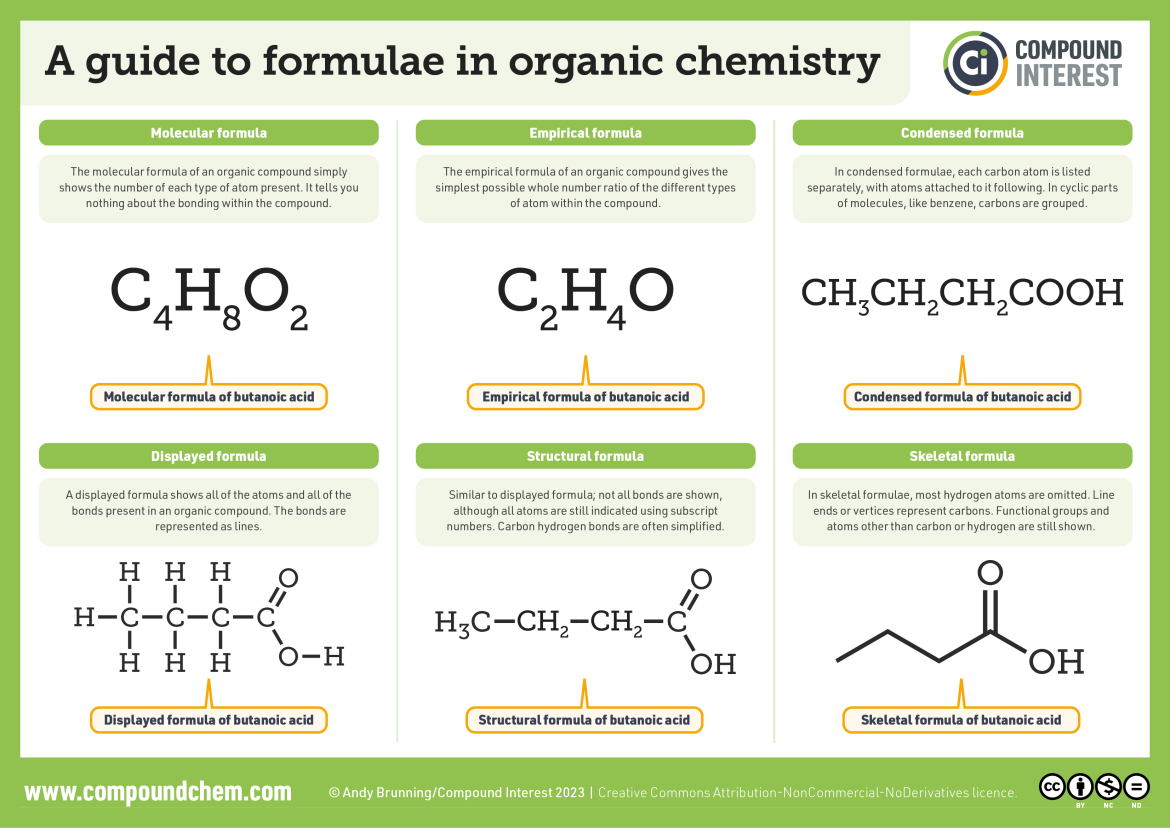 A guide to formulae in organic chemistry
Ci
COMPOUND
INTEREST
Molecular formula
The molecular formula of an organic compound simply
shows the number of each type of atom present. It tells you
nothing about the bonding within the compound.
C₄H₈O₂
Molecular formula of butanoic acid
Empirical formula
The empirical formula of an organic compound gives the
simplest possible whole number ratio of the different types
of atom within the compound.
C₂H₄O
Empirical formula of butanoic acid
Condensed formula
In condensed formulae, each carbon atom is listed
separately, with atoms attached to it following. In cyclic parts
of molecules, like benzene, carbons are grouped.
CH₃CH₂CH₂COOH
Condensed formula of butanoic acid
Displayed formula
A displayed formula shows all of the atoms and all of the
bonds present in an organic compound. The bonds are
represented as lines.
H H H O
H C C C C
H H H O H
Displayed formula of butanoic acid
Structural formula
Similar to displayed formula; not all bonds are shown,
although all atoms are still indicated using subscript
numbers. Carbon hydrogen bonds are often simplified.
O
H₃C CH₂ CH₂ C
OH
Structural formula of butanoic acid
Skeletal formula
In skeletal formulae, most hydrogen atoms are omitted. Line
ends or vertices represent carbons. Functional groups and
atoms other than carbon or hydrogen are still shown.
O
OH
Skeletal formula of butanoic acid
www.compoundchem.com
© Andy Brunning/Compound Interest 2023 | Creative Commons Attribution-NonCommercial-NoDerivatives licence.
cc $ =
BY NC ND